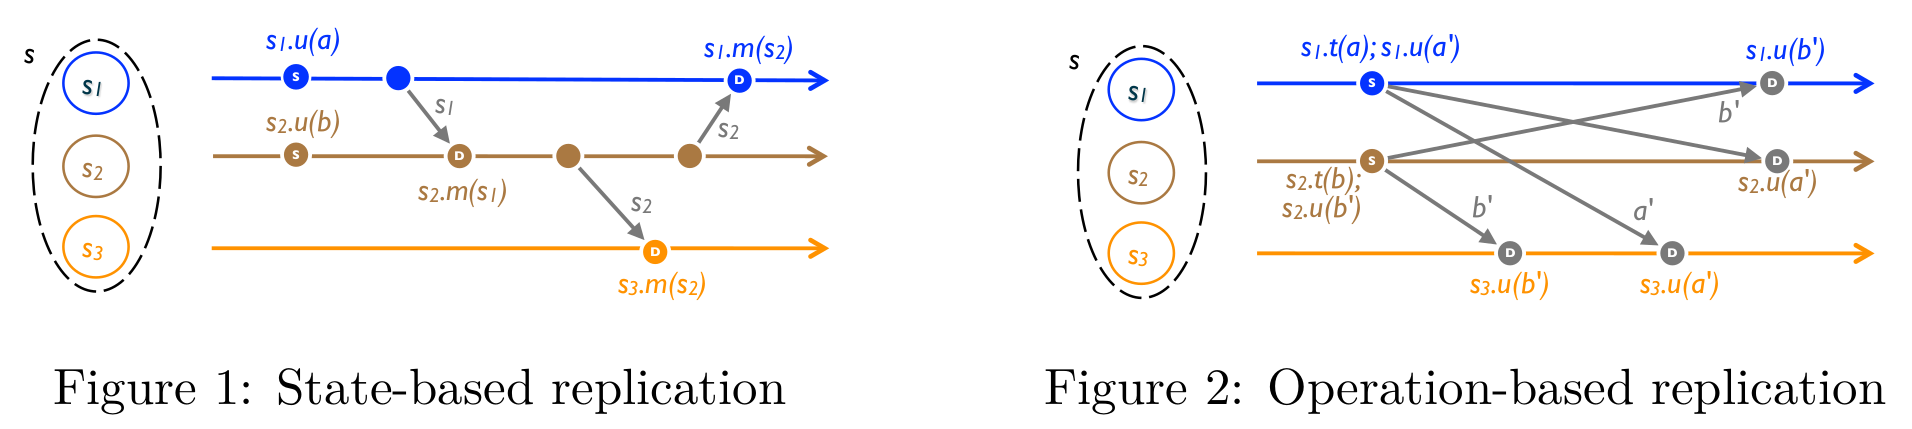 s
s1
s2
s3
s1.u(a)
s1.m(s2)
S
D
s1
s2.u(b)
s2
S
D
s2.m(s1)
s2
D
s3.m(s2)
Figure 1: State-based replication
s
s1
s2
s3
s1.t(a); s1.u(a')
s1.u(b')
S
D
b'
S
D
s2.t(b);
s2.u(b')
s2.u(a')
b'
a'
D
D
s3.u(b')
s3.u(a')
Figure 2: Operation-based replication